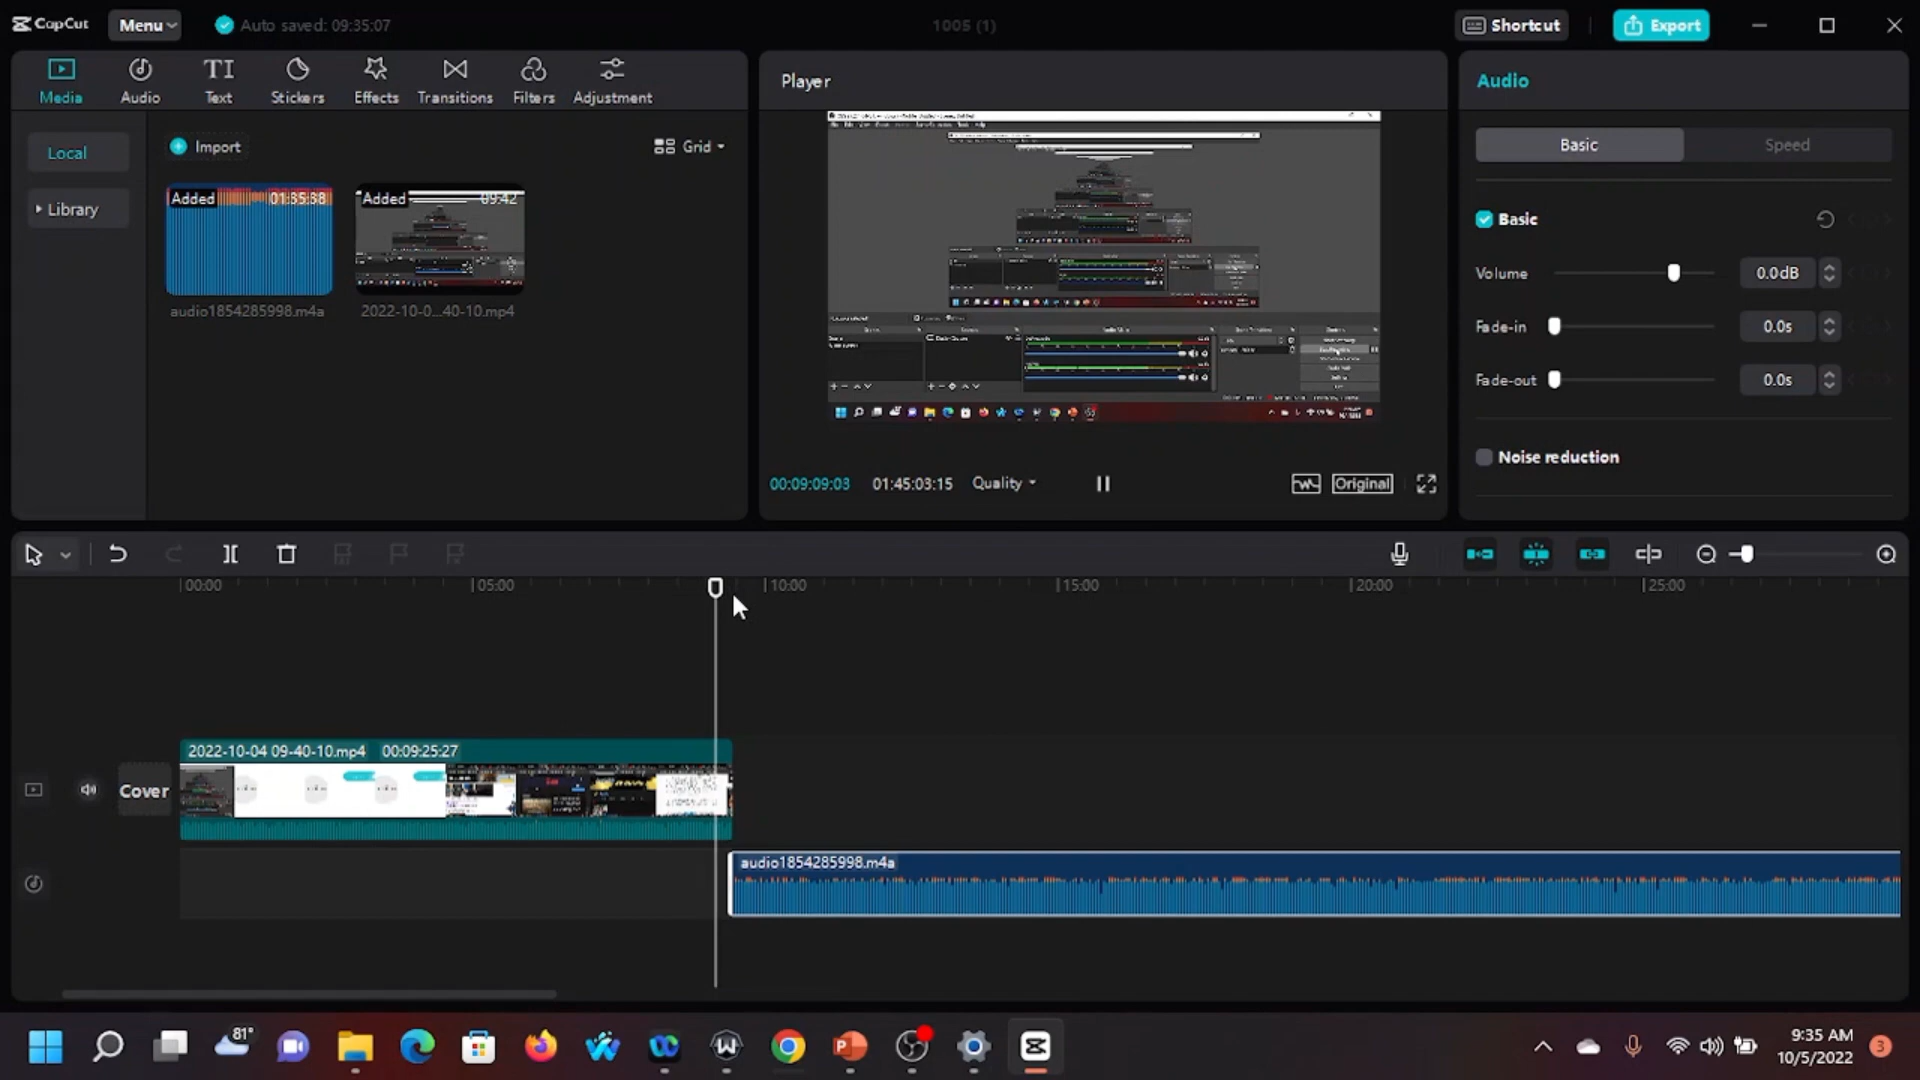 CapCut
Menu
Auto saved: 09:35:07
1005 (1)
Shortcut
Export
Media
Audio
Text
Stickers
Effects
Transitions
Filters
Adjustment
Player
Audio
Local
Library
Import
Grid
Added
01:35:38
audio1854285998.m4a
Added
09:42
2022-10-0...40-10.mp4
Basic
Speed
Basic
Volume
0.0dB
Fade-in
0.0s
Fade-out
0.0s
Noise reduction
00:09:09:03
01:45:03:15
Quality
Original
00:00
05:00
10:00
15:00
20:00
25:00
2022-10-04 09-40-10.mp4
00:09:25:27
Cover
audio1854285998.m4a
81°
9:35 AM
10/5/2022
3